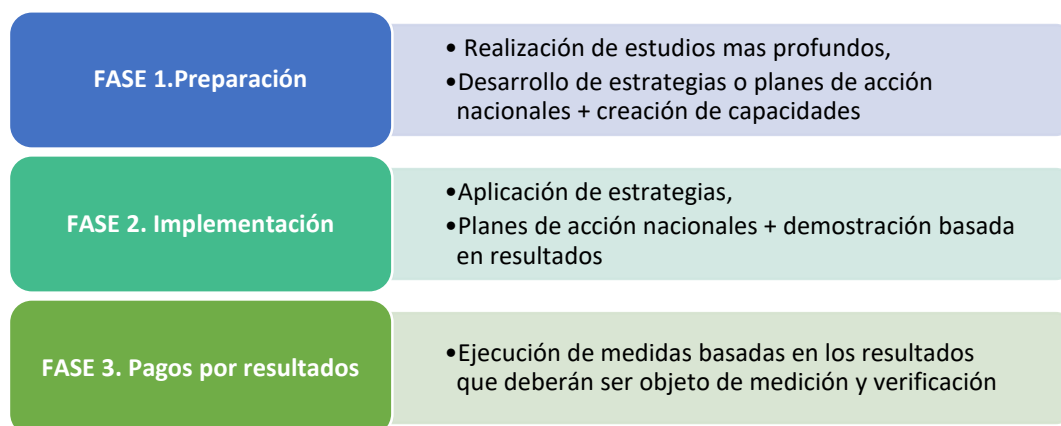 FASE 1.Preparación
• Realización de estudios mas profundos,
•Desarrollo de estrategias o planes de acción
nacionales + creación de capacidades
FASE 2. Implementación
•Aplicación de estrategias,
•Planes de acción nacionales + demostración basada
en resultados
FASE 3. Pagos por resultados
•Ejecución de medidas basadas en los resultados
que deberán ser objeto de medición y verificación